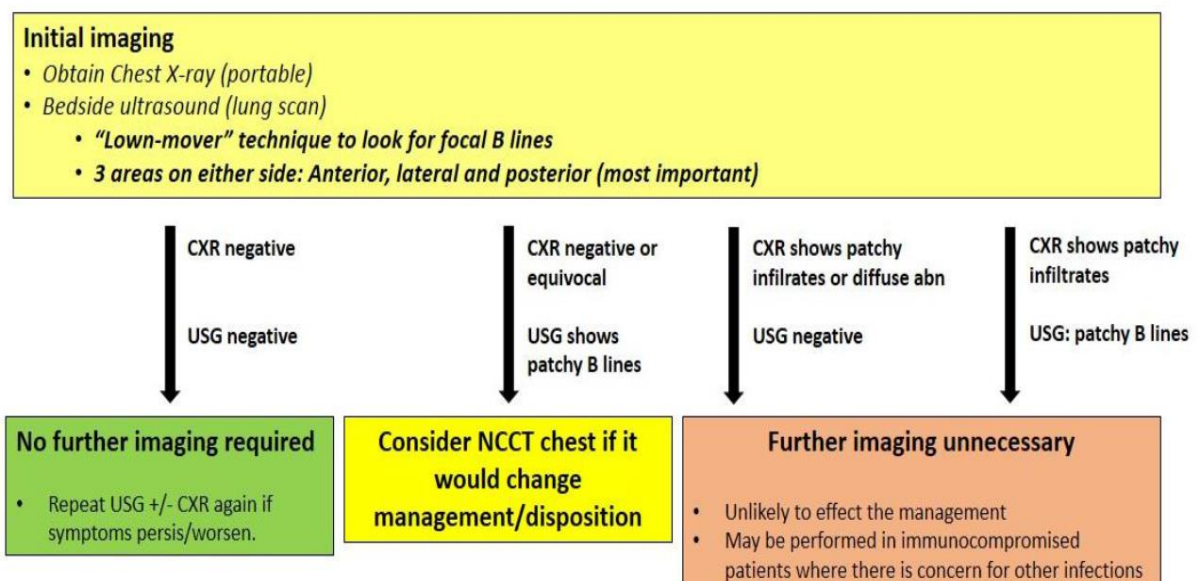 Initial imaging
• Obtain Chest X-ray (portable)
• Bedside ultrasound (lung scan)
• “Lown-mover” technique to look for focal B lines
• 3 areas on either side: Anterior, lateral and posterior (most important)
CXR negative
USG negative
CXR negative or
equivocal
USG shows
patchy B lines
CXR shows patchy
infilrates or diffuse abn
USG negative
CXR shows patchy
infiltrates
USG: patchy B lines
No further imaging required
• Repeat USG +/- CXR again if
symptoms persis/worsen.
Consider NCCT chest if it
would change
management/disposition
Further imaging unnecessary
• Unlikely to effect the management
• May be performed in immunocompromised
patients where there is concern for other infections